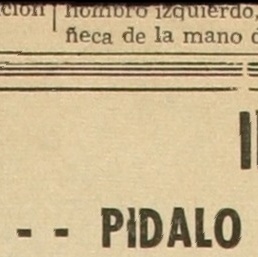 ción hombro izquierdo,
ñeca de la mano d
- - PIDALO